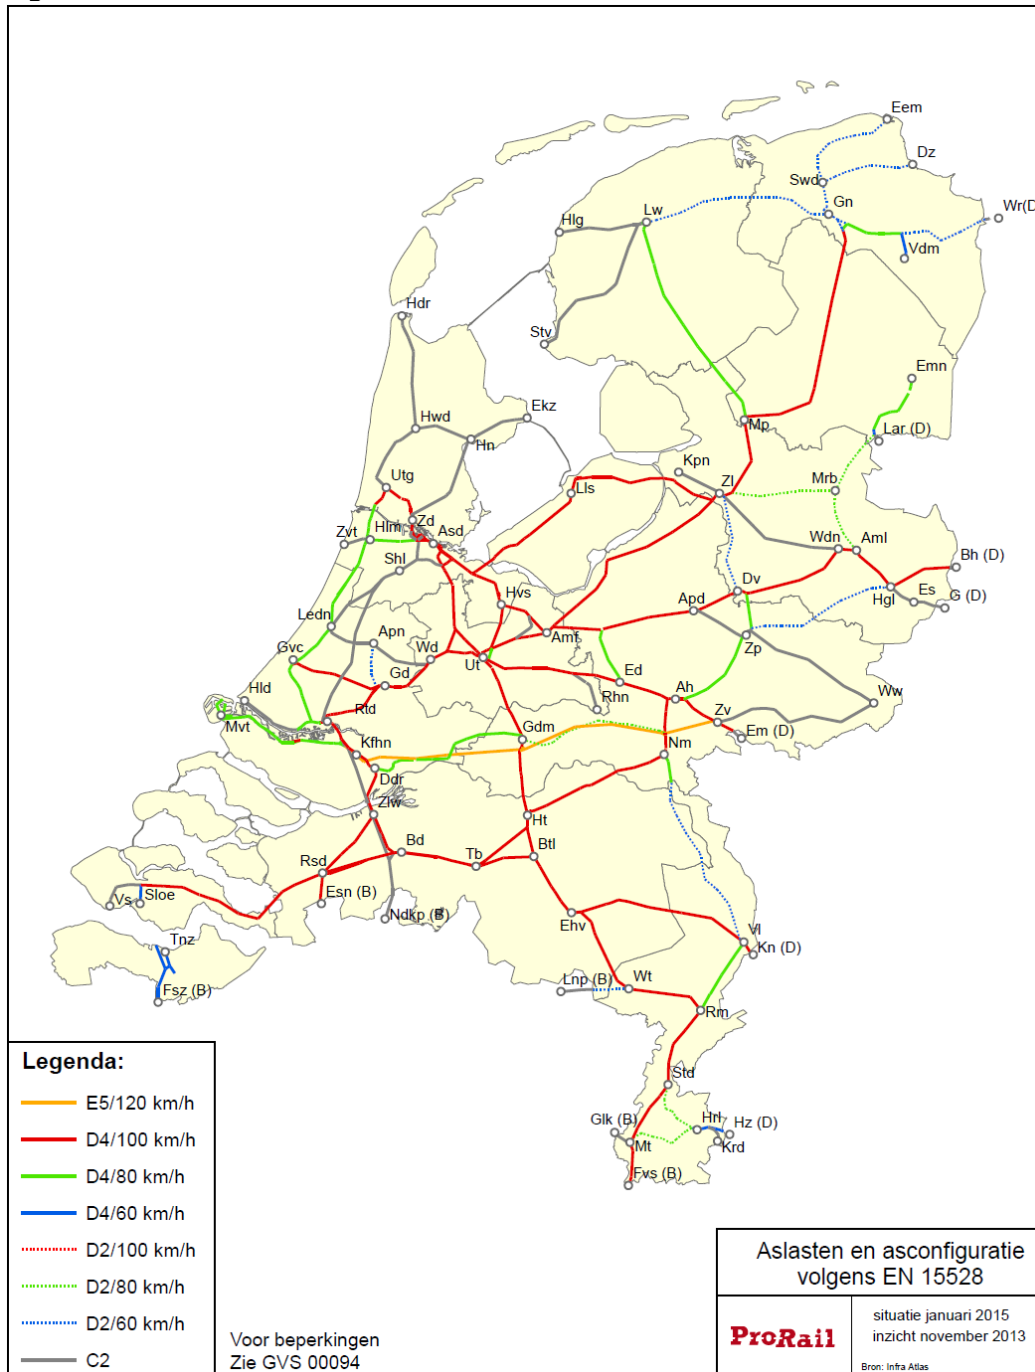 Eem
Dz
Swd
Gn
Wr(D
Lw
Hlg
Vdm
Hdr
Stv
Emn
Ekz
Hwd
Mp
Lar (D)
Hn
Kpn
Utg
Lls
Zl
Mrb
Zd
Hlm
Asd
Zvt
Wdn
Aml
Bh (D)
Shl
Hvs
Dv
Hgl
Es
G (D)
Apd
Ledn
Apn
Amf
Zp
Gvc
Wd
Ut
Gd
Ed
Rhn
Ah
Ww
Hld
Mvt
Rtd
Zv
Em (D)
Gdm
Kfhn
Nm
Ddr
Zlw
Ht
Bd
Tb
Btl
Rsd
Esn (B)
Vs
Sloe
Ndkp (B)
Ehv
Tnz
Vl
Kn (D)
Fsz (B)
Lnp (B)
Wt
Rm
Std
Glk (B)
Hrl
Hz (D)
Mt
Krd
Fvs (B)
Legenda:
E5/120 km/h
D4/100 km/h
D4/80 km/h
D4/60 km/h
D2/100 km/h
D2/80 km/h
D2/60 km/h
C2
Voor beperkingen
Zie GVS 00094
Aslasten en asconfiguratie
volgens EN 15528
ProRail
situatie januari 2015
inzicht november 2013
Bron: Infra Atlas